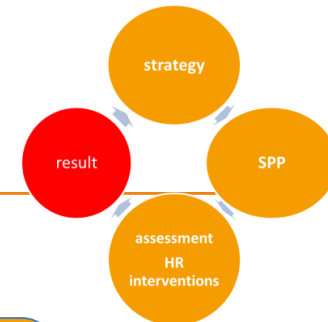 strategy
result
SPP
assessment
HR
interventions